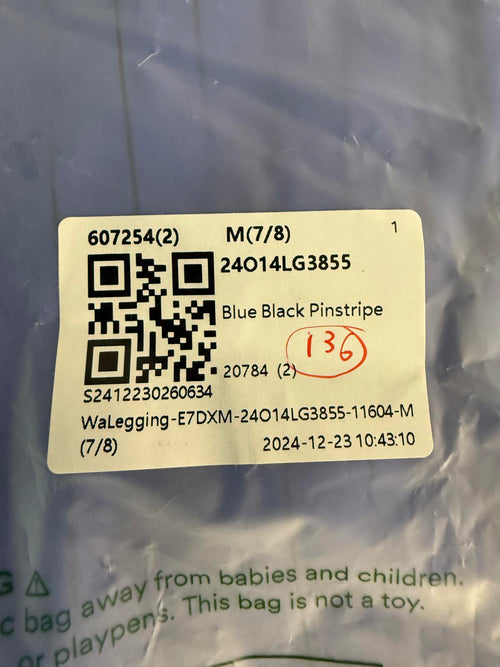 607254(2) M(7/8) 1
24O14LG3855
Blue Black Pinstripe
136
20784 (2)
S2412230260634
WaLegging-E7DXM-24O14LG3855-11604-M
(7/8) 2024-12-23 10:43:10
G ⚠
c bag away from babies and children.
or playpens. This bag is not a toy.